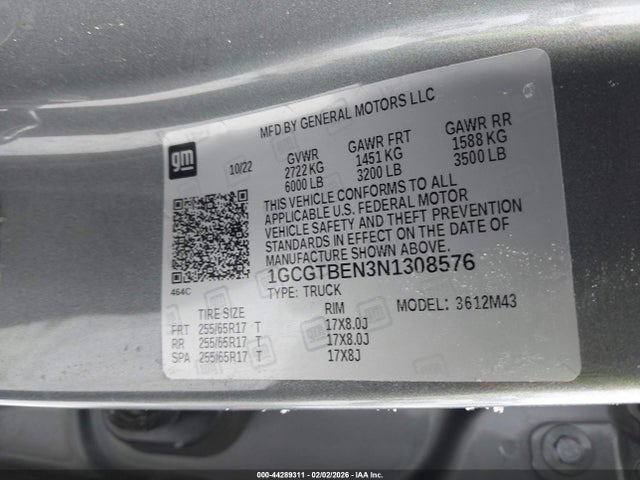 MFD BY GENERAL MOTORS LLC
gm
10/22
GVWR GAWR FRT GAWR RR
2722 KG 1451 KG 1588 KG
6000 LB 3200 LB 3500 LB
THIS VEHICLE CONFORMS TO ALL
APPLICABLE U.S. FEDERAL MOTOR
VEHICLE SAFETY AND THEFT PREVENTION
STANDARDS IN EFFECT ON THE DATE OF
MANUFACTURE SHOWN ABOVE.
464C
1GCGTBEN3N1308576
TYPE: TRUCK MODEL: 3612M43
TIRE SIZE RIM
FRT 255/65R17 T 17X8.0J
RR 255/65R17 T 17X8.0J
SPA 255/65R17 T 17X8J
000-44289311 - 02/02/2026 - IAA Inc.